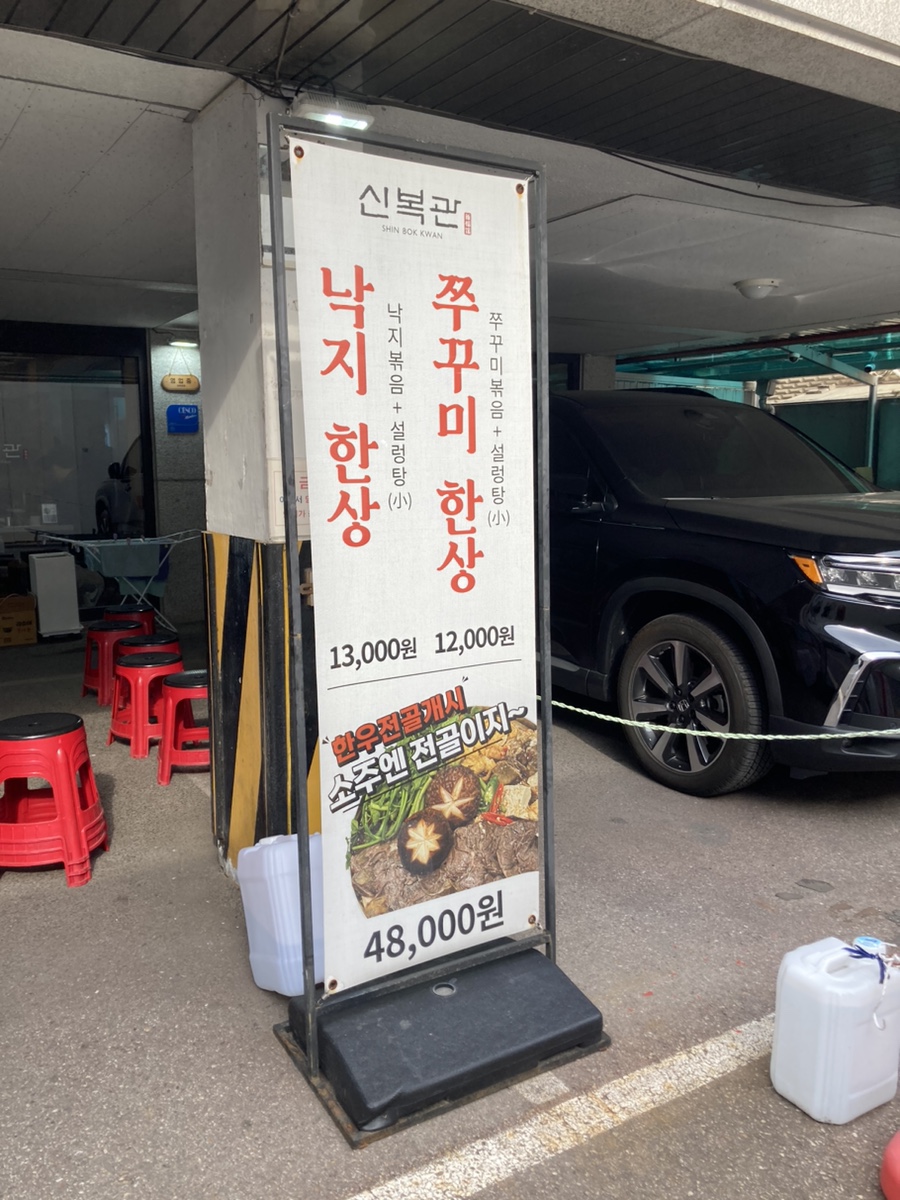 신복관
SHIN BOK KWAN
쭈꾸미 한상
쭈꾸미볶음+설렁탕(小)
낙지 한상
낙지볶음+설렁탕(小)
13,000원 12,000원
"한우전골개시"
소주엔 전골이지~
48,000원